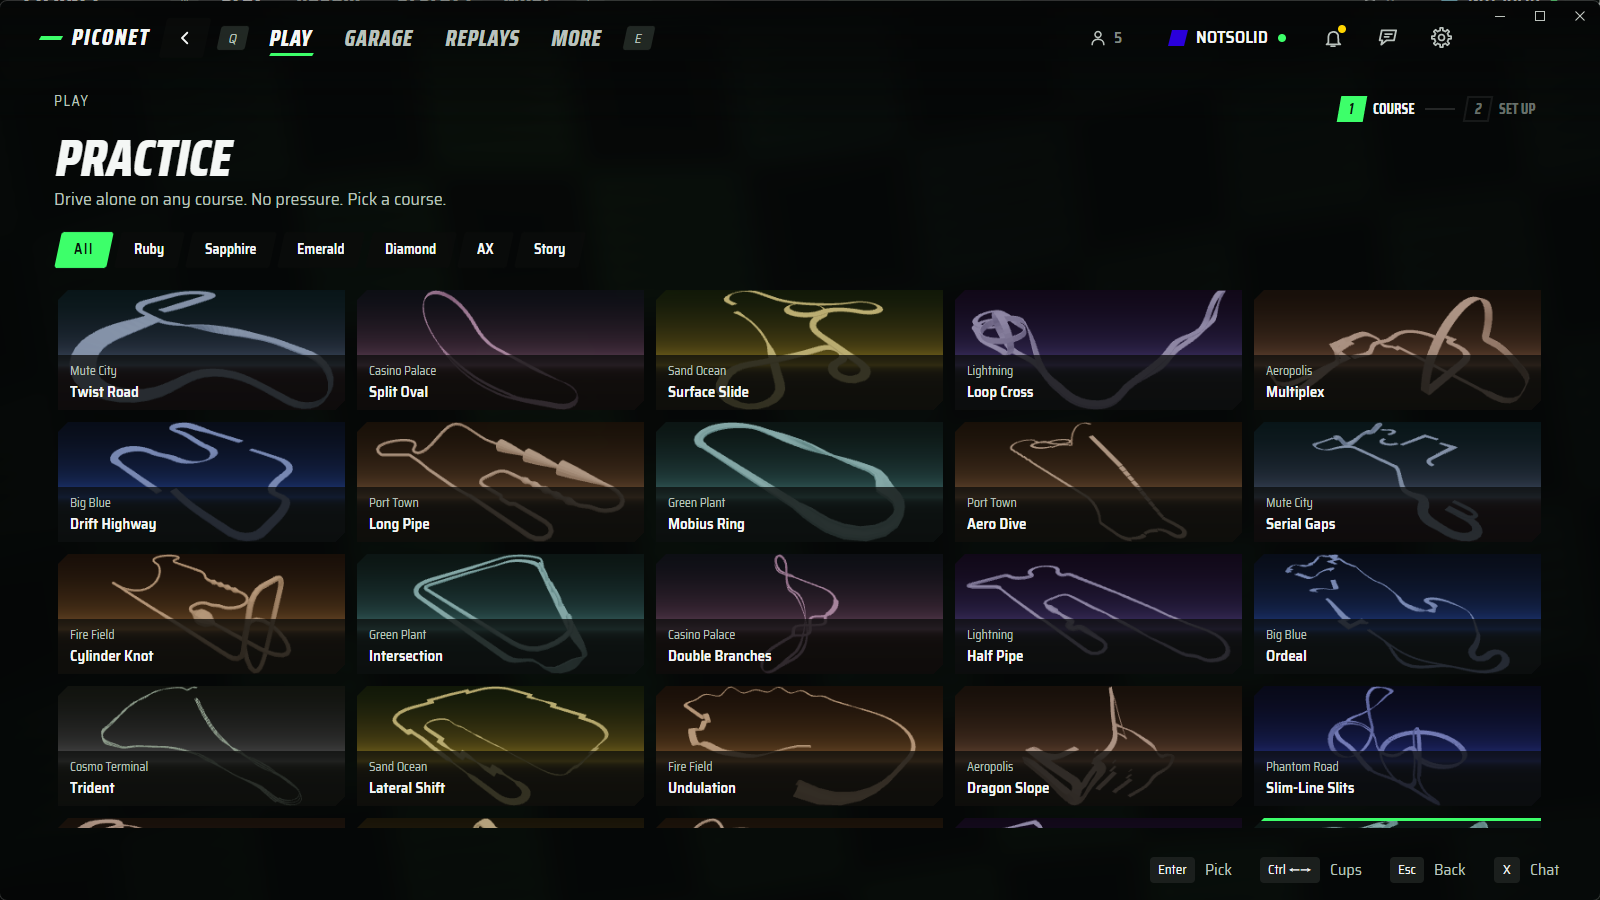 PICONET
Q
PLAY
GARAGE
REPLAYS
MORE
E
5
NOTSOLID
PLAY
1 COURSE
2 SET UP
PRACTICE
Drive alone on any course. No pressure. Pick a course.
All
Ruby
Sapphire
Emerald
Diamond
AX
Story
Mute City
Twist Road
Casino Palace
Split Oval
Sand Ocean
Surface Slide
Lightning
Loop Cross
Aeropolis
Multiplex
Big Blue
Drift Highway
Port Town
Long Pipe
Green Plant
Mobius Ring
Port Town
Aero Dive
Mute City
Serial Gaps
Fire Field
Cylinder Knot
Green Plant
Intersection
Casino Palace
Double Branches
Lightning
Half Pipe
Big Blue
Ordeal
Cosmo Terminal
Trident
Sand Ocean
Lateral Shift
Fire Field
Undulation
Aeropolis
Dragon Slope
Phantom Road
Slim-Line Slits
Enter Pick
Ctrl ←→ Cups
Esc Back
X Chat